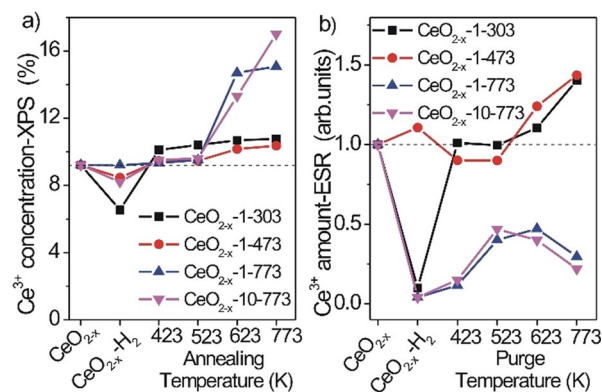 a)
Ce³⁺ concentration-XPS (%)
16
12
8
4
CeO₂₋ₓ-1-303
CeO₂₋ₓ-1-473
CeO₂₋ₓ-1-773
CeO₂₋ₓ-10-773
CeO₂₋ₓ
CeO₂₋ₓ-H₂
423
523
623
773
Annealing
Temperature (K)
b)
Ce³⁺ amount-ESR (arb.units)
1.5
1.0
0.5
0.0
CeO₂₋ₓ-1-303
CeO₂₋ₓ-1-473
CeO₂₋ₓ-1-773
CeO₂₋ₓ-10-773
CeO₂₋ₓ
CeO₂₋ₓ-H₂
423
523
623
773
Purge
Temperature (K)